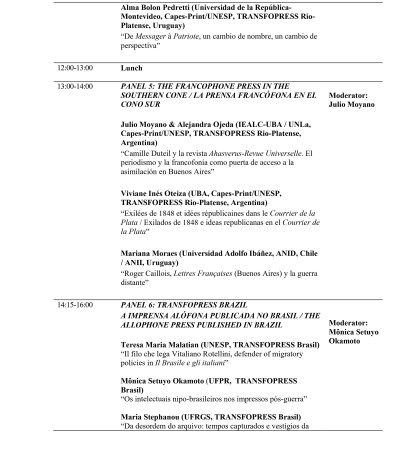 Alma Bolon Pedretti (Universidad de la República-
Montevideo, Capes-Print/UNESP, TRANSFOPRESS Rio-
Platense, Uruguay)
“De Messager à Patriote, un cambio de nombre, un cambio de
perspectiva”
12:00-13:00 Lunch
13:00-14:00 PANEL 5: THE FRANCOPHONE PRESS IN THE
SOUTHERN CONE / LA PRENSA FRANCÓFONA EN EL
CONO SUR
Moderator:
Julio Moyano
Julio Moyano & Alejandra Ojeda (IEALC-UBA / UNLa,
Capes-Print/UNESP, TRANSFOPRESS Rio-Platense,
Argentina)
“Camille Duteil y la revista Ahasverus-Revue Universelle. El
periodismo y la francofonía como puerta de acceso a la
asimilación en Buenos Aires”
Viviane Inés Oteiza (UBA, Capes-Print/UNESP,
TRANSFOPRESS Rio-Platense, Argentina)
“Exilées de 1848 et idées républicaines dans le Courrier de la
Plata / Exilados de 1848 e ideas republicanas en el Courrier de
la Plata”
Mariana Moraes (Universidad Adolfo Ibáñez, ANID, Chile
/ ANII, Uruguay)
“Roger Caillois, Lettres Françaises (Buenos Aires) y la guerra
distante”
14:15-16:00 PANEL 6: TRANSFOPRESS BRAZIL
A IMPRENSA ALÓFONA PUBLICADA NO BRASIL / THE
ALLOPHONE PRESS PUBLISHED IN BRAZIL
Moderator:
Mônica Setuyo
Okamoto
Teresa Maria Malatian (UNESP, TRANSFOPRESS Brasil)
“Il filo che lega Vitaliano Rotellini, defender of migratory
policies in Il Brasile e gli italiani”
Mônica Setuyo Okamoto (UFPR, TRANSFOPRESS
Brasil)
“Os intelectuais nipo-brasileiros nos impressos pós-guerra”
Maria Stephanou (UFRGS, TRANSFOPRESS Brasil)
“Da desordem do arquivo: tempos capturados e vestígios da